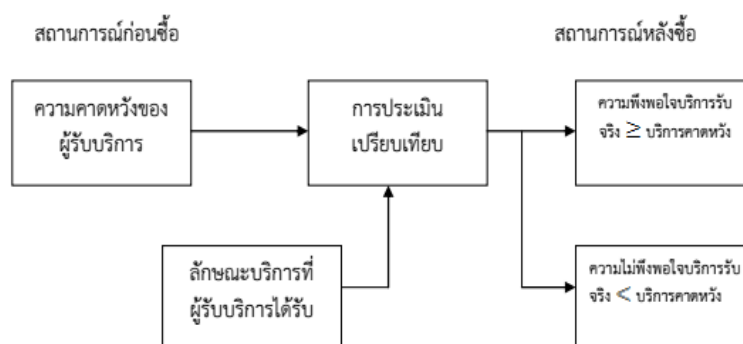 สถานการณ์ก่อนซื้อ
สถานการณ์หลังซื้อ
ความคาดหวังของ
ผู้รับบริการ
การประเมิน
เปรียบเทียบ
ความพึงพอใจบริการรับ
จริง ≥ บริการคาดหวัง
ลักษณะบริการที่
ผู้รับบริการได้รับ
ความไม่พึงพอใจบริการรับ
จริง < บริการคาดหวัง